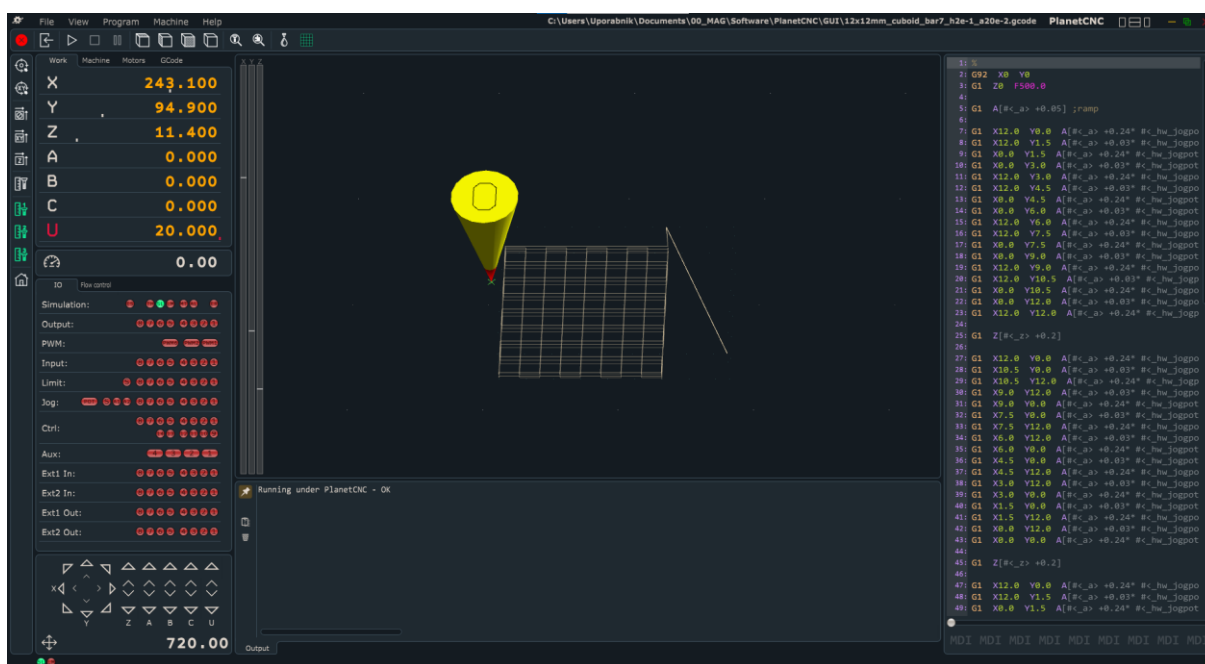 File View Program Machine Help
C:\Users\Uporabnik\Documents\00_MAG\Software\PlanetCNC\GUI\12x12mm_cuboid_bar7_h2e-1_a20e-2.gcode PlanetCNC
Work Machine Motors GCode
X 243.100
Y 94.900
Z 11.400
A 0.000
B 0.000
C 0.000
U 20.000
0.00
IO Flow control
Simulation:
Output:
PWM:
Input:
Limit:
Jog:
Ctrl:
Aux:
Ext1 In:
Ext2 In:
Ext1 Out:
Ext2 Out:
X
Y Z A B C U
720.00
X Y Z
Running under PlanetCNC - OK
Output
1: %
2: G92 X0 Y0
3: G1 Z0 F500.0
4:
5: G1 A[#<_a> +0.05] ;ramp
6:
7: G1 X12.0 Y0.0 A[#<_a> +0.24* #<_hw_jogpo
8: G1 X12.0 Y1.5 A[#<_a> +0.03* #<_hw_jogpo
9: G1 X0.0 Y1.5 A[#<_a> +0.24* #<_hw_jogpot
10: G1 X0.0 Y3.0 A[#<_a> +0.03* #<_hw_jogpot
11: G1 X12.0 Y3.0 A[#<_a> +0.24* #<_hw_jogpo
12: G1 X12.0 Y4.5 A[#<_a> +0.03* #<_hw_jogpo
13: G1 X0.0 Y4.5 A[#<_a> +0.24* #<_hw_jogpot
14: G1 X0.0 Y6.0 A[#<_a> +0.03* #<_hw_jogpot
15: G1 X12.0 Y6.0 A[#<_a> +0.24* #<_hw_jogpo
16: G1 X12.0 Y7.5 A[#<_a> +0.03* #<_hw_jogpo
17: G1 X0.0 Y7.5 A[#<_a> +0.24* #<_hw_jogpot
18: G1 X0.0 Y9.0 A[#<_a> +0.03* #<_hw_jogpot
19: G1 X12.0 Y9.0 A[#<_a> +0.24* #<_hw_jogpo
20: G1 X12.0 Y10.5 A[#<_a> +0.03* #<_hw_jogp
21: G1 X0.0 Y10.5 A[#<_a> +0.24* #<_hw_jogpo
22: G1 X0.0 Y12.0 A[#<_a> +0.03* #<_hw_jogpo
23: G1 X12.0 Y12.0 A[#<_a> +0.24* #<_hw_jogp
24:
25: G1 Z[#<_z> +0.2]
26:
27: G1 X12.0 Y0.0 A[#<_a> +0.24* #<_hw_jogpo
28: G1 X10.5 Y0.0 A[#<_a> +0.03* #<_hw_jogpo
29: G1 X10.5 Y12.0 A[#<_a> +0.24* #<_hw_jogp
30: G1 X9.0 Y12.0 A[#<_a> +0.03* #<_hw_jogpo
31: G1 X9.0 Y0.0 A[#<_a> +0.24* #<_hw_jogpot
32: G1 X7.5 Y0.0 A[#<_a> +0.03* #<_hw_jogpot
33: G1 X7.5 Y12.0 A[#<_a> +0.24* #<_hw_jogpo
34: G1 X6.0 Y12.0 A[#<_a> +0.03* #<_hw_jogpo
35: G1 X6.0 Y0.0 A[#<_a> +0.24* #<_hw_jogpot
36: G1 X4.5 Y0.0 A[#<_a> +0.03* #<_hw_jogpot
37: G1 X4.5 Y12.0 A[#<_a> +0.24* #<_hw_jogpo
38: G1 X3.0 Y12.0 A[#<_a> +0.03* #<_hw_jogpo
39: G1 X3.0 Y0.0 A[#<_a> +0.24* #<_hw_jogpot
40: G1 X1.5 Y0.0 A[#<_a> +0.03* #<_hw_jogpot
41: G1 X1.5 Y12.0 A[#<_a> +0.24* #<_hw_jogpo
42: G1 X0.0 Y12.0 A[#<_a> +0.03* #<_hw_jogpo
43: G1 X0.0 Y0.0 A[#<_a> +0.24* #<_hw_jogpot
44:
45: G1 Z[#<_z> +0.2]
46:
47: G1 X12.0 Y0.0 A[#<_a> +0.24* #<_hw_jogpo
48: G1 X12.0 Y1.5 A[#<_a> +0.03* #<_hw_jogpo
49: G1 X0.0 Y1.5 A[#<_a> +0.24* #<_hw_jogpot
MDI MDI MDI MDI MDI MDI MDI MDI MDI